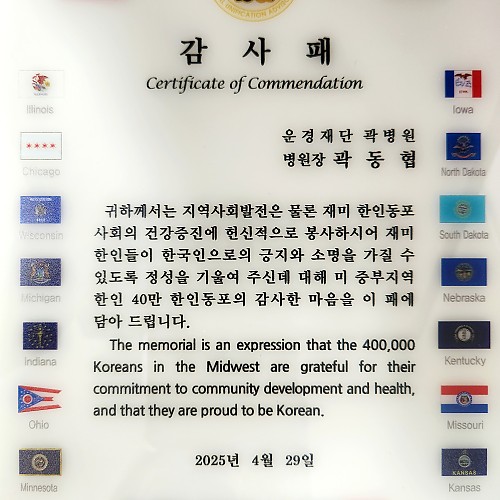 감 사 패
Certificate of Commendation
운경재단 곽병원
병원장 곽 동 협
귀하께서는 지역사회발전은 물론 재미 한인동포
사회의 건강증진에 헌신적으로 봉사하시어 재미
한인들이 한국인으로의 긍지와 소명을 가질 수
있도록 정성을 기울여 주신데 대해 미 중부지역
한인 40만 한인동포의 감사한 마음을 이 패에
담아 드립니다.
The memorial is an expression that the 400,000
Koreans in the Midwest are grateful for their
commitment to community development and health,
and that they are proud to be Korean.
2025년 4월 29일
Illinois
Chicago
Wisconsin
Michigan
Indiana
Ohio
Minnesota
Iowa
North Dakota
South Dakota
Nebraska
Kentucky
Missouri
KANSAS
Kansas